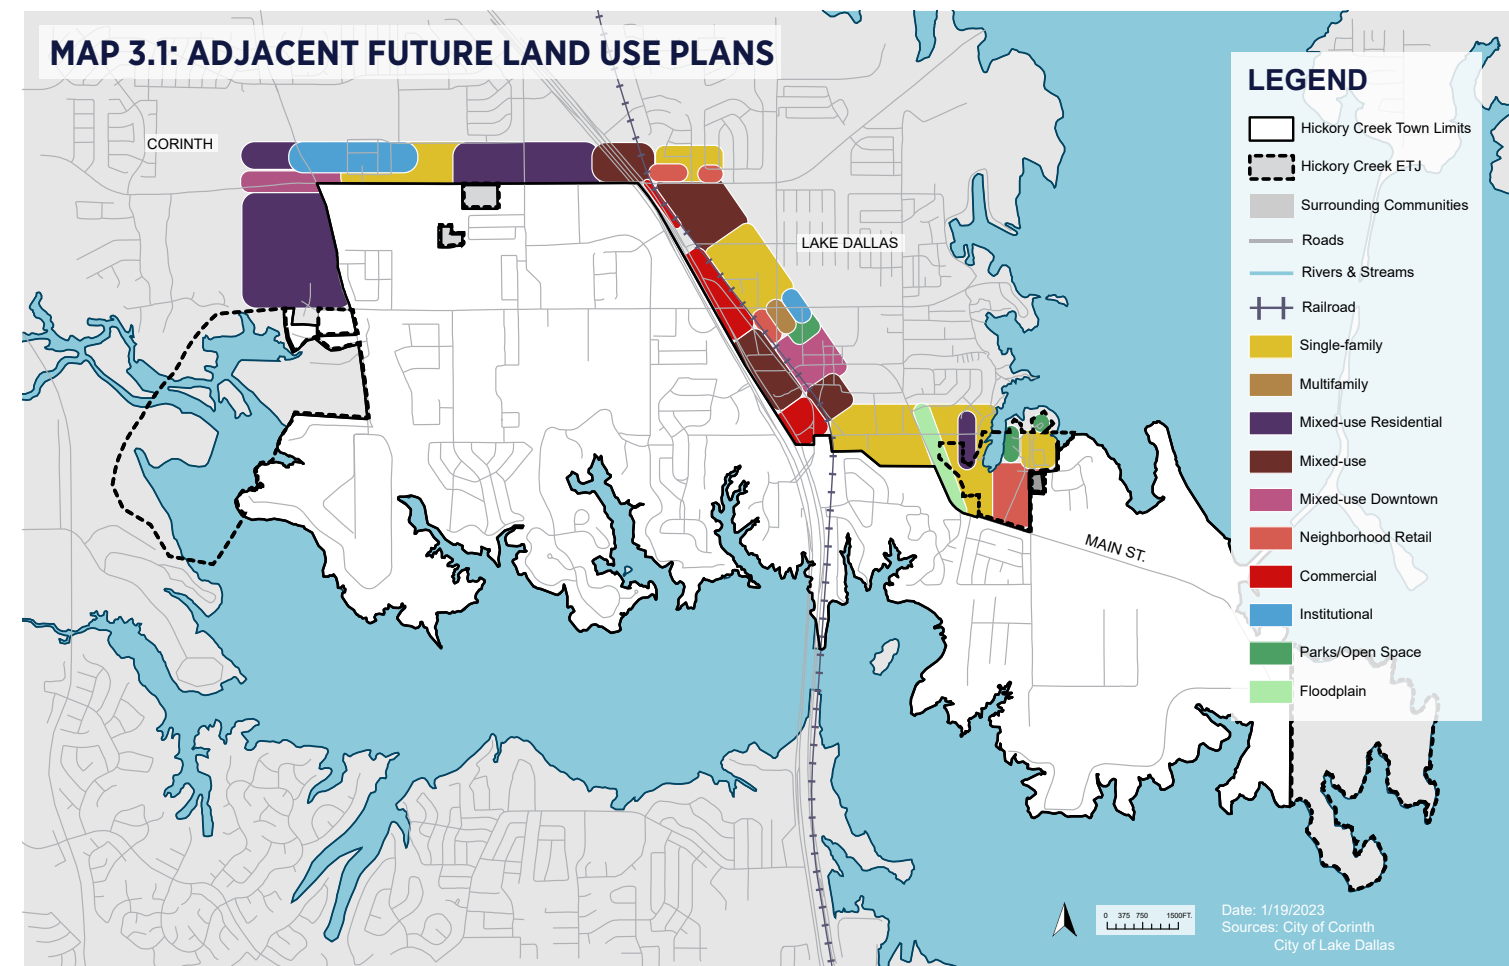 MAP 3.1: ADJACENT FUTURE LAND USE PLANS
LEGEND
Hickory Creek Town Limits
Hickory Creek ETJ
Surrounding Communities
Roads
Rivers & Streams
Railroad
Single-family
Multifamily
Mixed-use Residential
Mixed-use
Mixed-use Downtown
Neighborhood Retail
Commercial
Institutional
Parks/Open Space
Floodplain
CORINTH
LAKE DALLAS
MAIN ST.
0 375 750 1500FT.
Date: 1/19/2023
Sources: City of Corinth
City of Lake Dallas